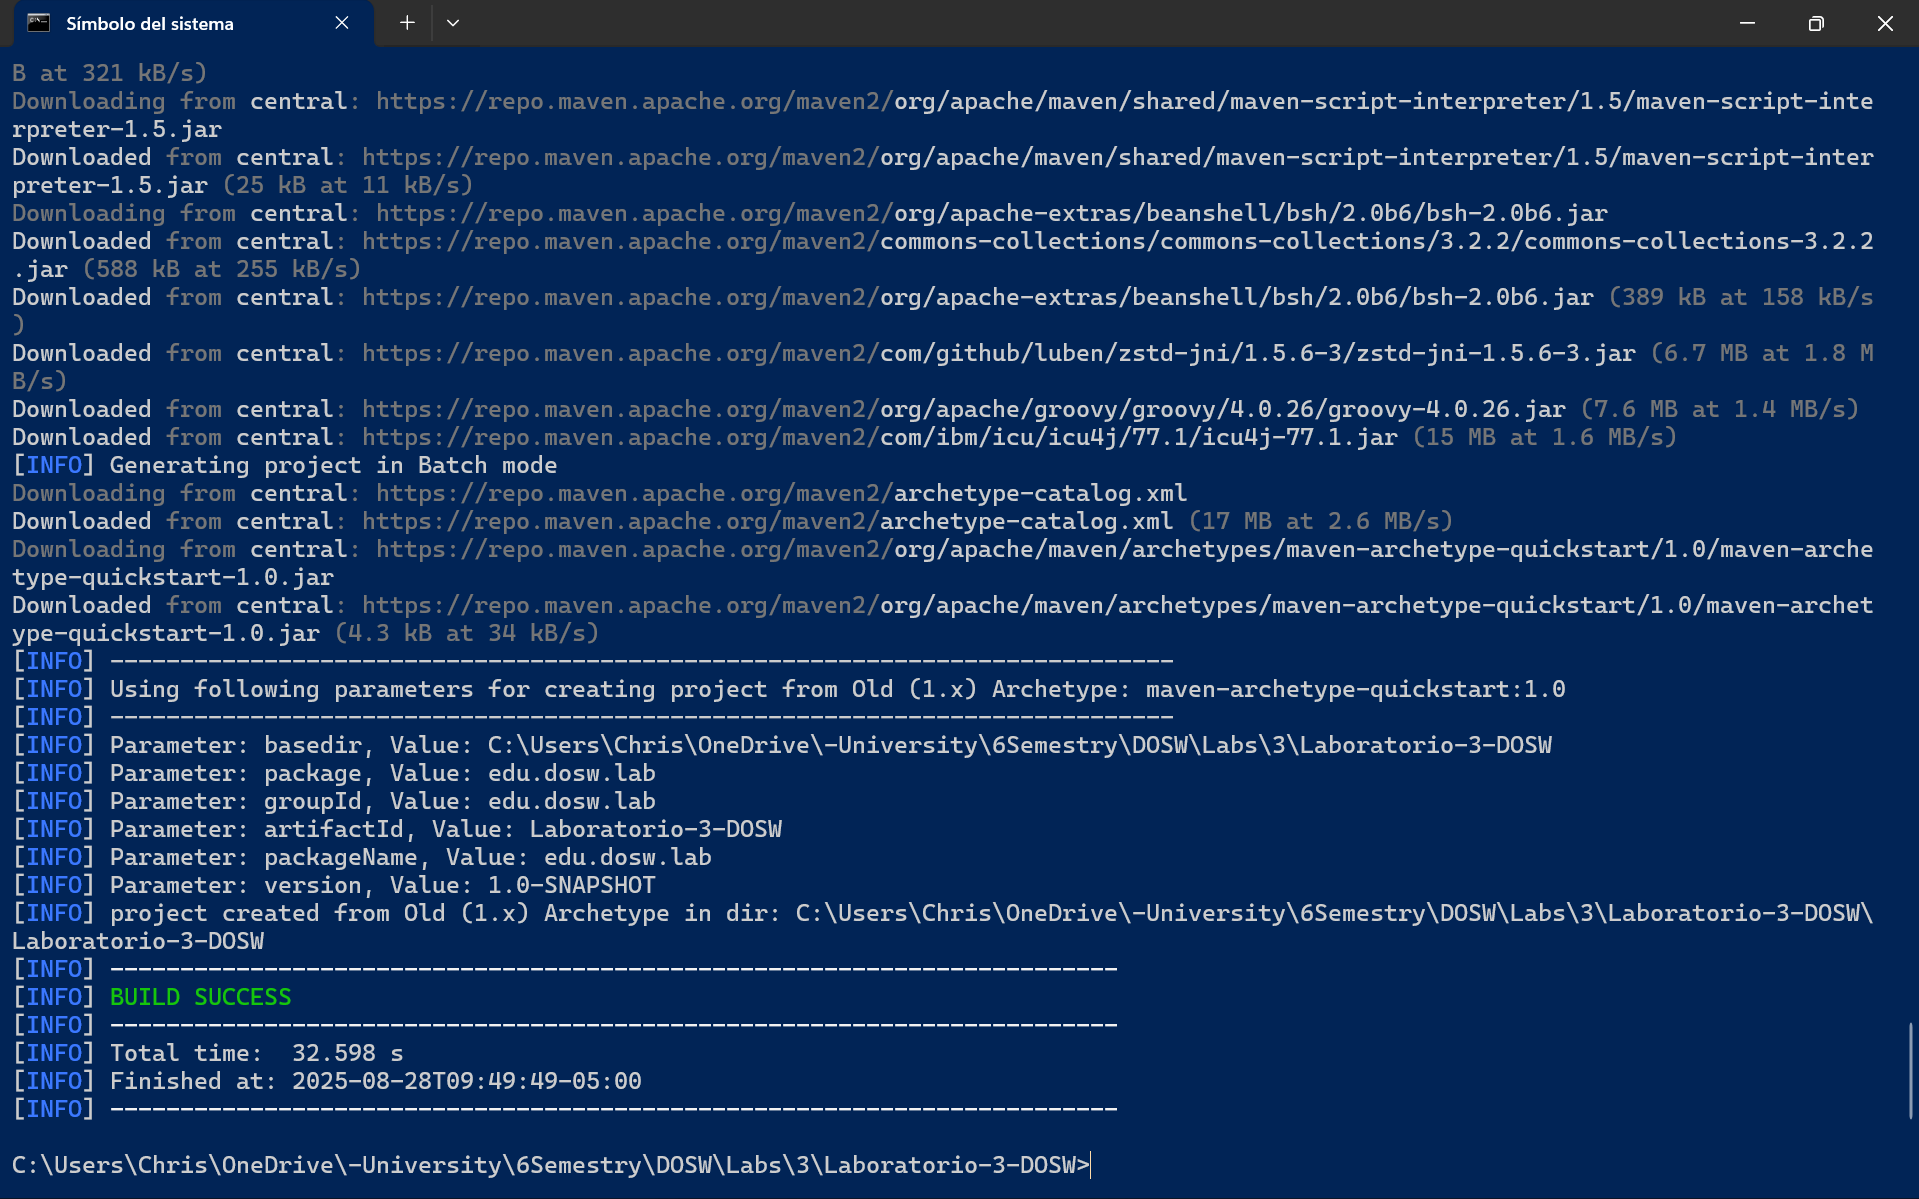 Símbolo del sistema
B at 321 kB/s)
Downloading from central: https://repo.maven.apache.org/maven2/org/apache/maven/shared/maven-script-interpreter/1.5/maven-script-inte
rpreter-1.5.jar
Downloaded from central: https://repo.maven.apache.org/maven2/org/apache/maven/shared/maven-script-interpreter/1.5/maven-script-inter
preter-1.5.jar (25 kB at 11 kB/s)
Downloading from central: https://repo.maven.apache.org/maven2/org/apache-extras/beanshell/bsh/2.0b6/bsh-2.0b6.jar
Downloaded from central: https://repo.maven.apache.org/maven2/commons-collections/commons-collections/3.2.2/commons-collections-3.2.2
.jar (588 kB at 255 kB/s)
Downloaded from central: https://repo.maven.apache.org/maven2/org/apache-extras/beanshell/bsh/2.0b6/bsh-2.0b6.jar (389 kB at 158 kB/s
)
Downloaded from central: https://repo.maven.apache.org/maven2/com/github/luben/zstd-jni/1.5.6-3/zstd-jni-1.5.6-3.jar (6.7 MB at 1.8 M
B/s)
Downloaded from central: https://repo.maven.apache.org/maven2/org/apache/groovy/groovy/4.0.26/groovy-4.0.26.jar (7.6 MB at 1.4 MB/s)
Downloaded from central: https://repo.maven.apache.org/maven2/com/ibm/icu/icu4j/77.1/icu4j-77.1.jar (15 MB at 1.6 MB/s)
[INFO] Generating project in Batch mode
Downloading from central: https://repo.maven.apache.org/maven2/archetype-catalog.xml
Downloaded from central: https://repo.maven.apache.org/maven2/archetype-catalog.xml (17 MB at 2.6 MB/s)
Downloading from central: https://repo.maven.apache.org/maven2/org/apache/maven/archetypes/maven-archetype-quickstart/1.0/maven-arche
type-quickstart-1.0.jar
Downloaded from central: https://repo.maven.apache.org/maven2/org/apache/maven/archetypes/maven-archetype-quickstart/1.0/maven-archet
ype-quickstart-1.0.jar (4.3 kB at 34 kB/s)
[INFO] ----------------------------------------------------------------------------
[INFO] Using following parameters for creating project from Old (1.x) Archetype: maven-archetype-quickstart:1.0
[INFO] ----------------------------------------------------------------------------
[INFO] Parameter: basedir, Value: C:\Users\Chris\OneDrive\-University\6Semestry\DOSW\Labs\3\Laboratorio-3-DOSW
[INFO] Parameter: package, Value: edu.dosw.lab
[INFO] Parameter: groupId, Value: edu.dosw.lab
[INFO] Parameter: artifactId, Value: Laboratorio-3-DOSW
[INFO] Parameter: packageName, Value: edu.dosw.lab
[INFO] Parameter: version, Value: 1.0-SNAPSHOT
[INFO] project created from Old (1.x) Archetype in dir: C:\Users\Chris\OneDrive\-University\6Semestry\DOSW\Labs\3\Laboratorio-3-DOSW\
Laboratorio-3-DOSW
[INFO] ------------------------------------------------------------------------
[INFO] BUILD SUCCESS
[INFO] ------------------------------------------------------------------------
[INFO] Total time:  32.598 s
[INFO] Finished at: 2025-08-28T09:49:49-05:00
[INFO] ------------------------------------------------------------------------
C:\Users\Chris\OneDrive\-University\6Semestry\DOSW\Labs\3\Laboratorio-3-DOSW>